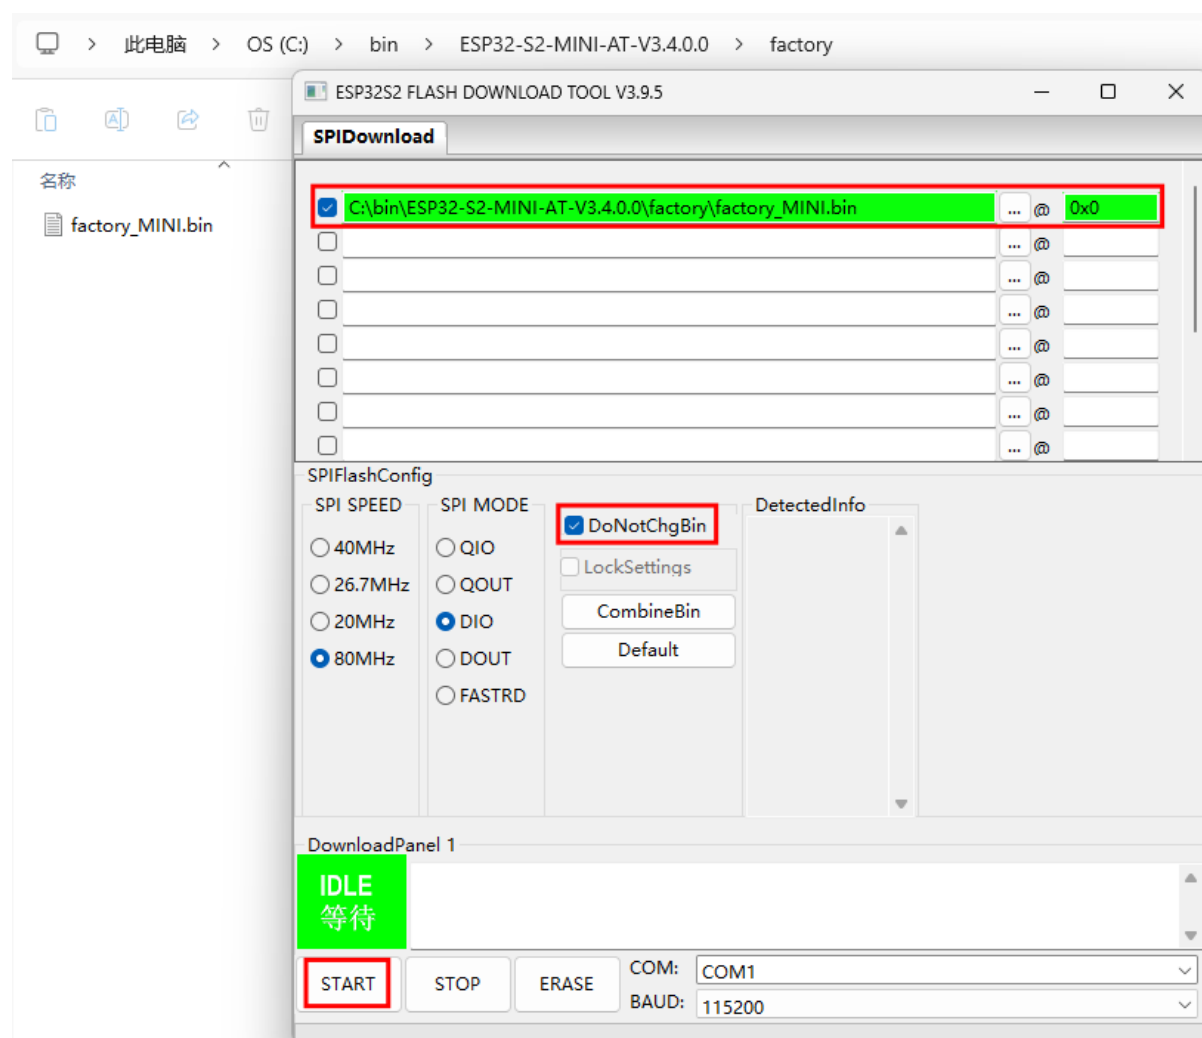 此电脑 > OS (C:) > bin > ESP32-S2-MINI-AT-V3.4.0.0 > factory
ESP32S2 FLASH DOWNLOAD TOOL V3.9.5
SPIDownload
名称
factory_MINI.bin
C:\bin\ESP32-S2-MINI-AT-V3.4.0.0\factory\factory_MINI.bin ... @ 0x0
... @
... @
... @
... @
... @
... @
... @
SPIFlashConfig
SPI SPEED
40MHz
26.7MHz
20MHz
80MHz
SPI MODE
QIO
QOUT
DIO
DOUT
FASTRD
DoNotChgBin
LockSettings
CombineBin
Default
DetectedInfo
DownloadPanel 1
IDLE
等待
START STOP ERASE
COM: COM1
BAUD: 115200